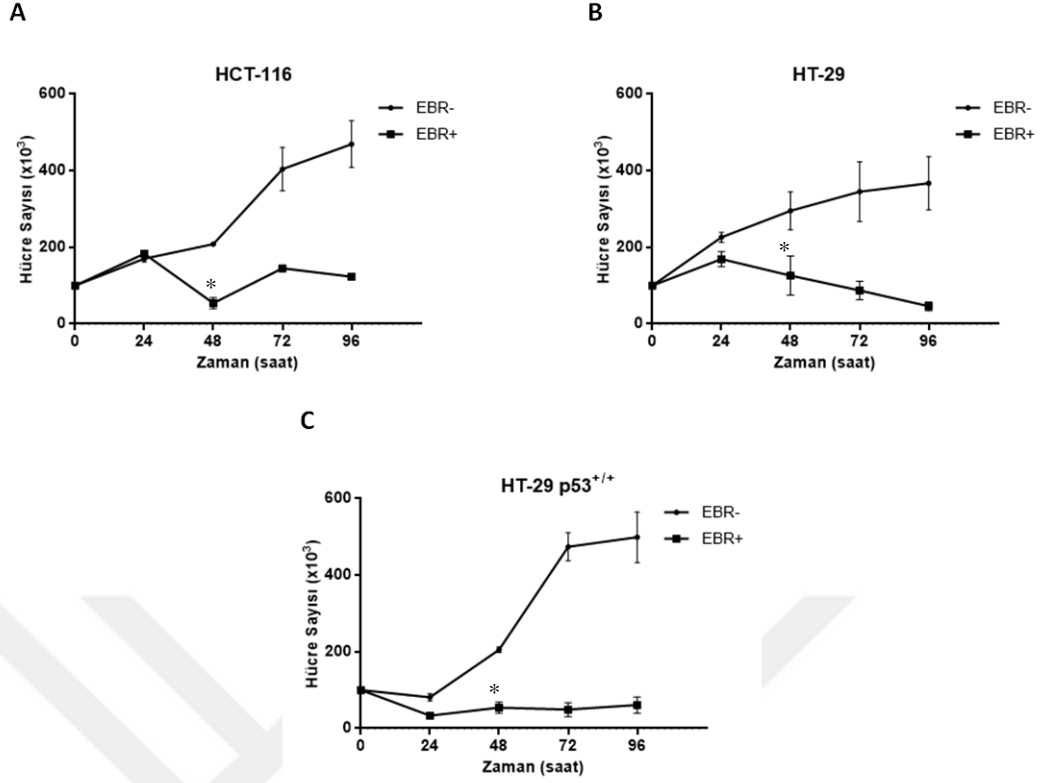 A
HCT-116
600
400
200
0
0 24 48 72 96
Hücre Sayısı (x10³)
Zaman (saat)
EBR-
EBR+
*
B
HT-29
600
400
200
0
0 24 48 72 96
Hücre Sayısı (x10³)
Zaman (saat)
EBR-
EBR+
*
C
HT-29 p53⁺/⁺
600
400
200
0
0 24 48 72 96
Hücre Sayısı (x10³)
Zaman (saat)
EBR-
EBR+
*